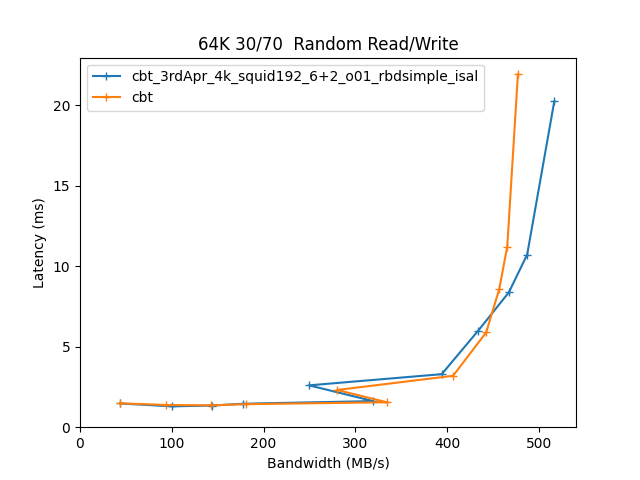 64K 30/70  Random Read/Write
cbt_3rdApr_4k_squid192_6+2_o01_rbdsimple_isal
cbt
Latency (ms)
20
15
10
5
0
0 100 200 300 400 500
Bandwidth (MB/s)